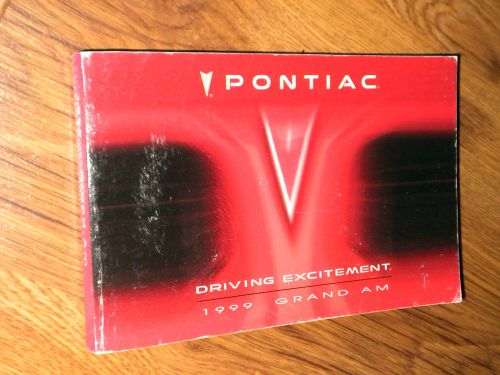 PONTIAC
DRIVING EXCITEMENT
1999 GRAND AM